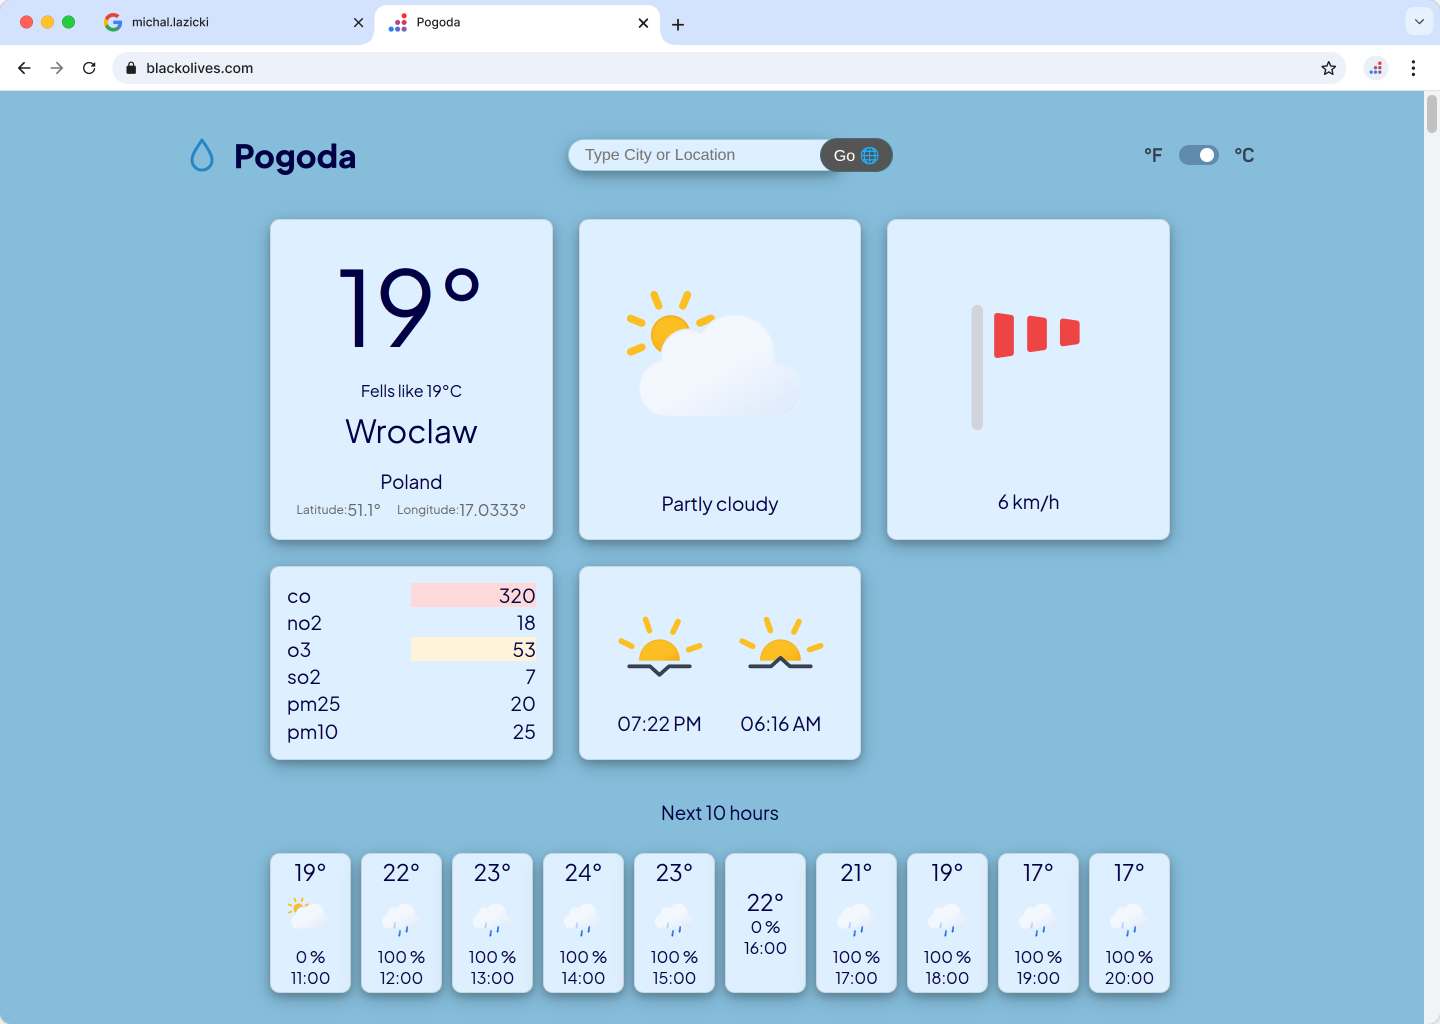 michal.lazicki
Pogoda
blackolives.com
Pogoda
Type City or Location
Go
°F
°C
19°
Fells like 19°C
Wroclaw
Poland
Latitude:51.1° Longitude:17.0333°
Partly cloudy
6 km/h
co 320
no2 18
o3 53
so2 7
pm25 20
pm10 25
07:22 PM 06:16 AM
Next 10 hours
19° 22° 23° 24° 23° 22° 21° 19° 17° 17°
0 % 100 % 100 % 100 % 100 % 0 % 100 % 100 % 100 % 100 %
11:00 12:00 13:00 14:00 15:00 16:00 17:00 18:00 19:00 20:00